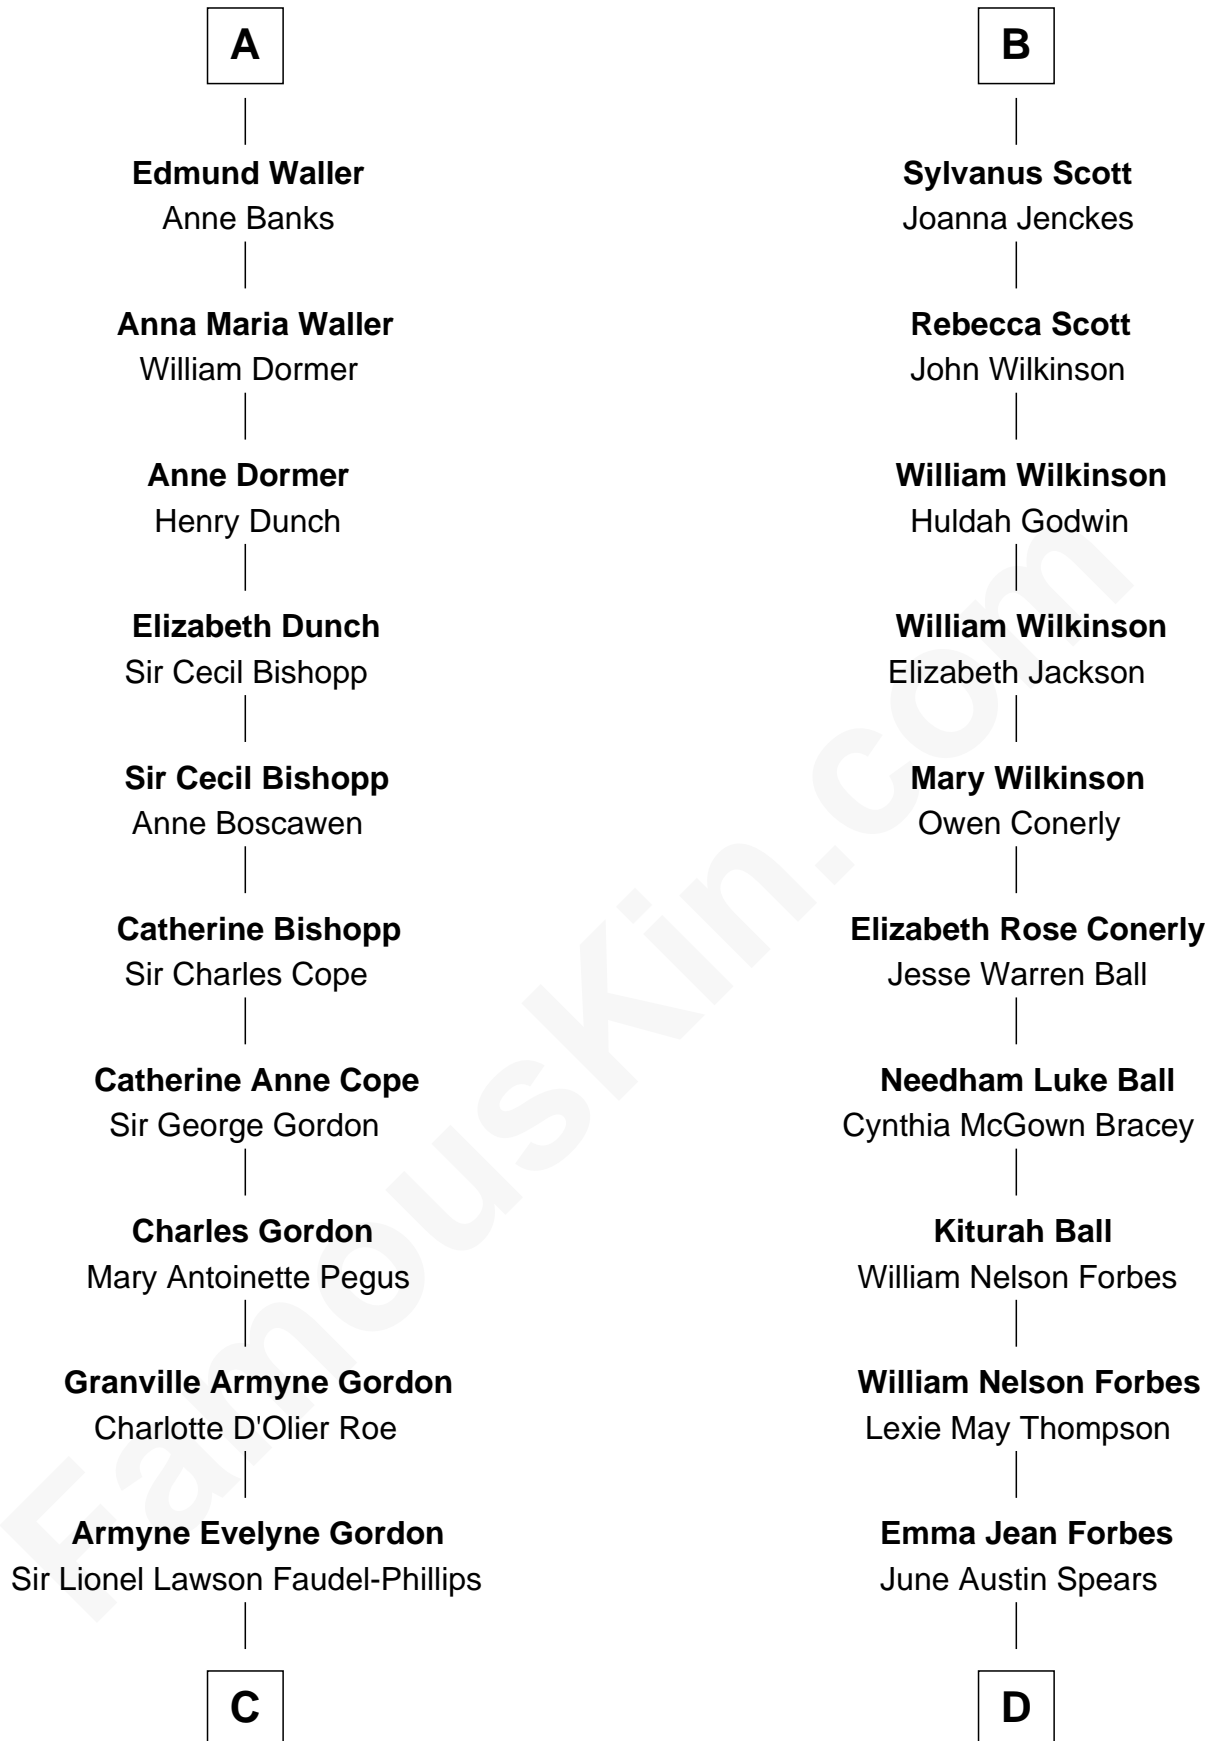 A
Edmund Waller
Anne Banks
Anna Maria Waller
William Dormer
Anne Dormer
Henry Dunch
Elizabeth Dunch
Sir Cecil Bishopp
Sir Cecil Bishopp
Anne Boscawen
Catherine Bishopp
Sir Charles Cope
Catherine Anne Cope
Sir George Gordon
Charles Gordon
Mary Antoinette Pegus
Granville Armyne Gordon
Charlotte D'Olier Roe
Armyne Evelyne Gordon
Sir Lionel Lawson Faudel-Phillips
C
B
Sylvanus Scott
Joanna Jenckes
Rebecca Scott
John Wilkinson
William Wilkinson
Huldah Godwin
William Wilkinson
Elizabeth Jackson
Mary Wilkinson
Owen Conerly
Elizabeth Rose Conerly
Jesse Warren Ball
Needham Luke Ball
Cynthia McGown Bracey
Kiturah Ball
William Nelson Forbes
William Nelson Forbes
Lexie May Thompson
Emma Jean Forbes
June Austin Spears
D
FamousKin.com